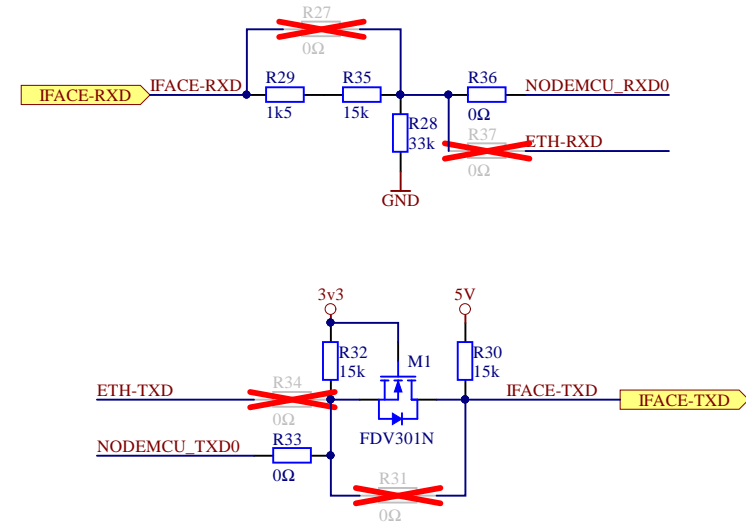 R27
0Ω
IFACE-RXD
IFACE-RXD
R29
1k5
R35
15k
R36
0Ω
NODEMCU_RXD0
R28
33k
R37
0Ω
ETH-RXD
GND
3v3
5V
R32
15k
M1
R30
15k
ETH-TXD
R34
0Ω
IFACE-TXD
IFACE-TXD
FDV301N
NODEMCU_TXD0
R33
0Ω
R31
0Ω